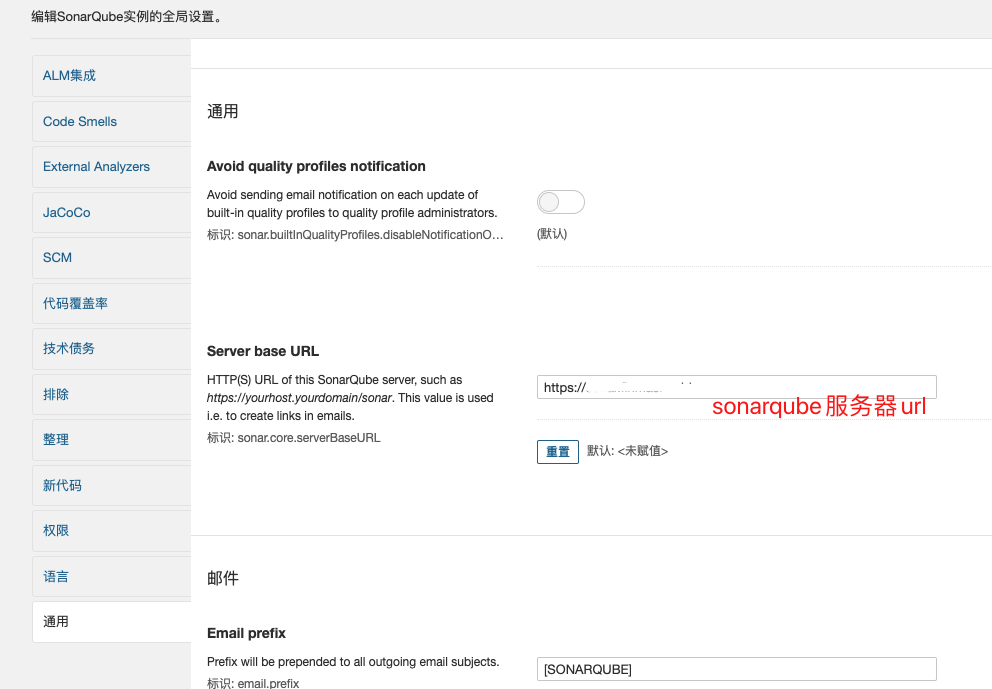 编辑SonarQube实例的全局设置。
ALM集成
Code Smells
External Analyzers
JaCoCo
SCM
代码覆盖率
技术债务
排除
整理
新代码
权限
语言
通用
通用
Avoid quality profiles notification
Avoid sending email notification on each update of
built-in quality profiles to quality profile administrators.
标识: sonar.builtInQualityProfiles.disableNotificationO…
(默认)
Server base URL
HTTP(S) URL of this SonarQube server, such as
https://yourhost.yourdomain/sonar. This value is used
i.e. to create links in emails.
标识: sonar.core.serverBaseURL
https://
sonarqube服务器url
重置 默认: <未赋值>
邮件
Email prefix
Prefix will be prepended to all outgoing email subjects.
标识: email.prefix
[SONARQUBE]